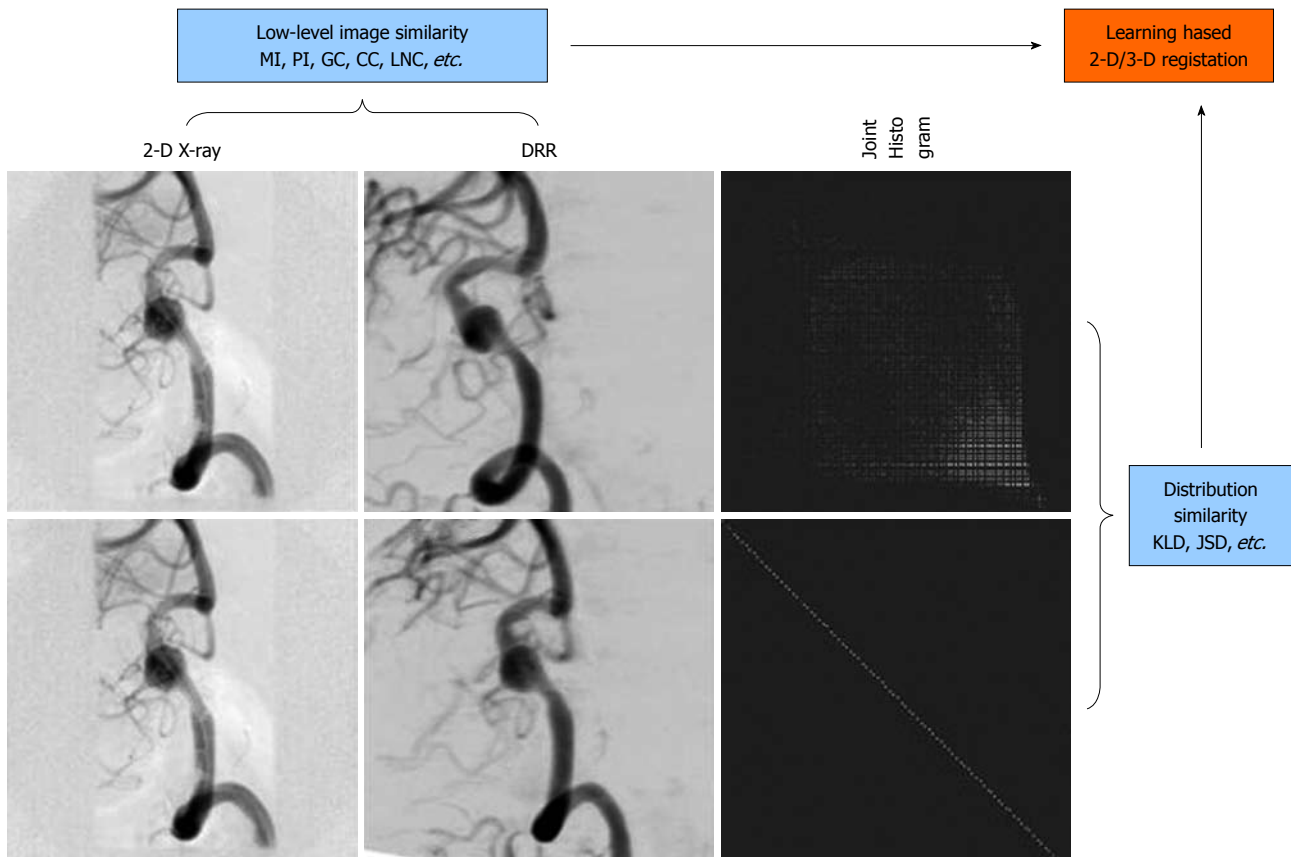 Low-level image similarity
MI, PI, GC, CC, LNC, etc.
Learning hased
2-D/3-D registation
2-D X-ray
DRR
Joint
Histo
gram
Distribution
similarity
KLD, JSD, etc.